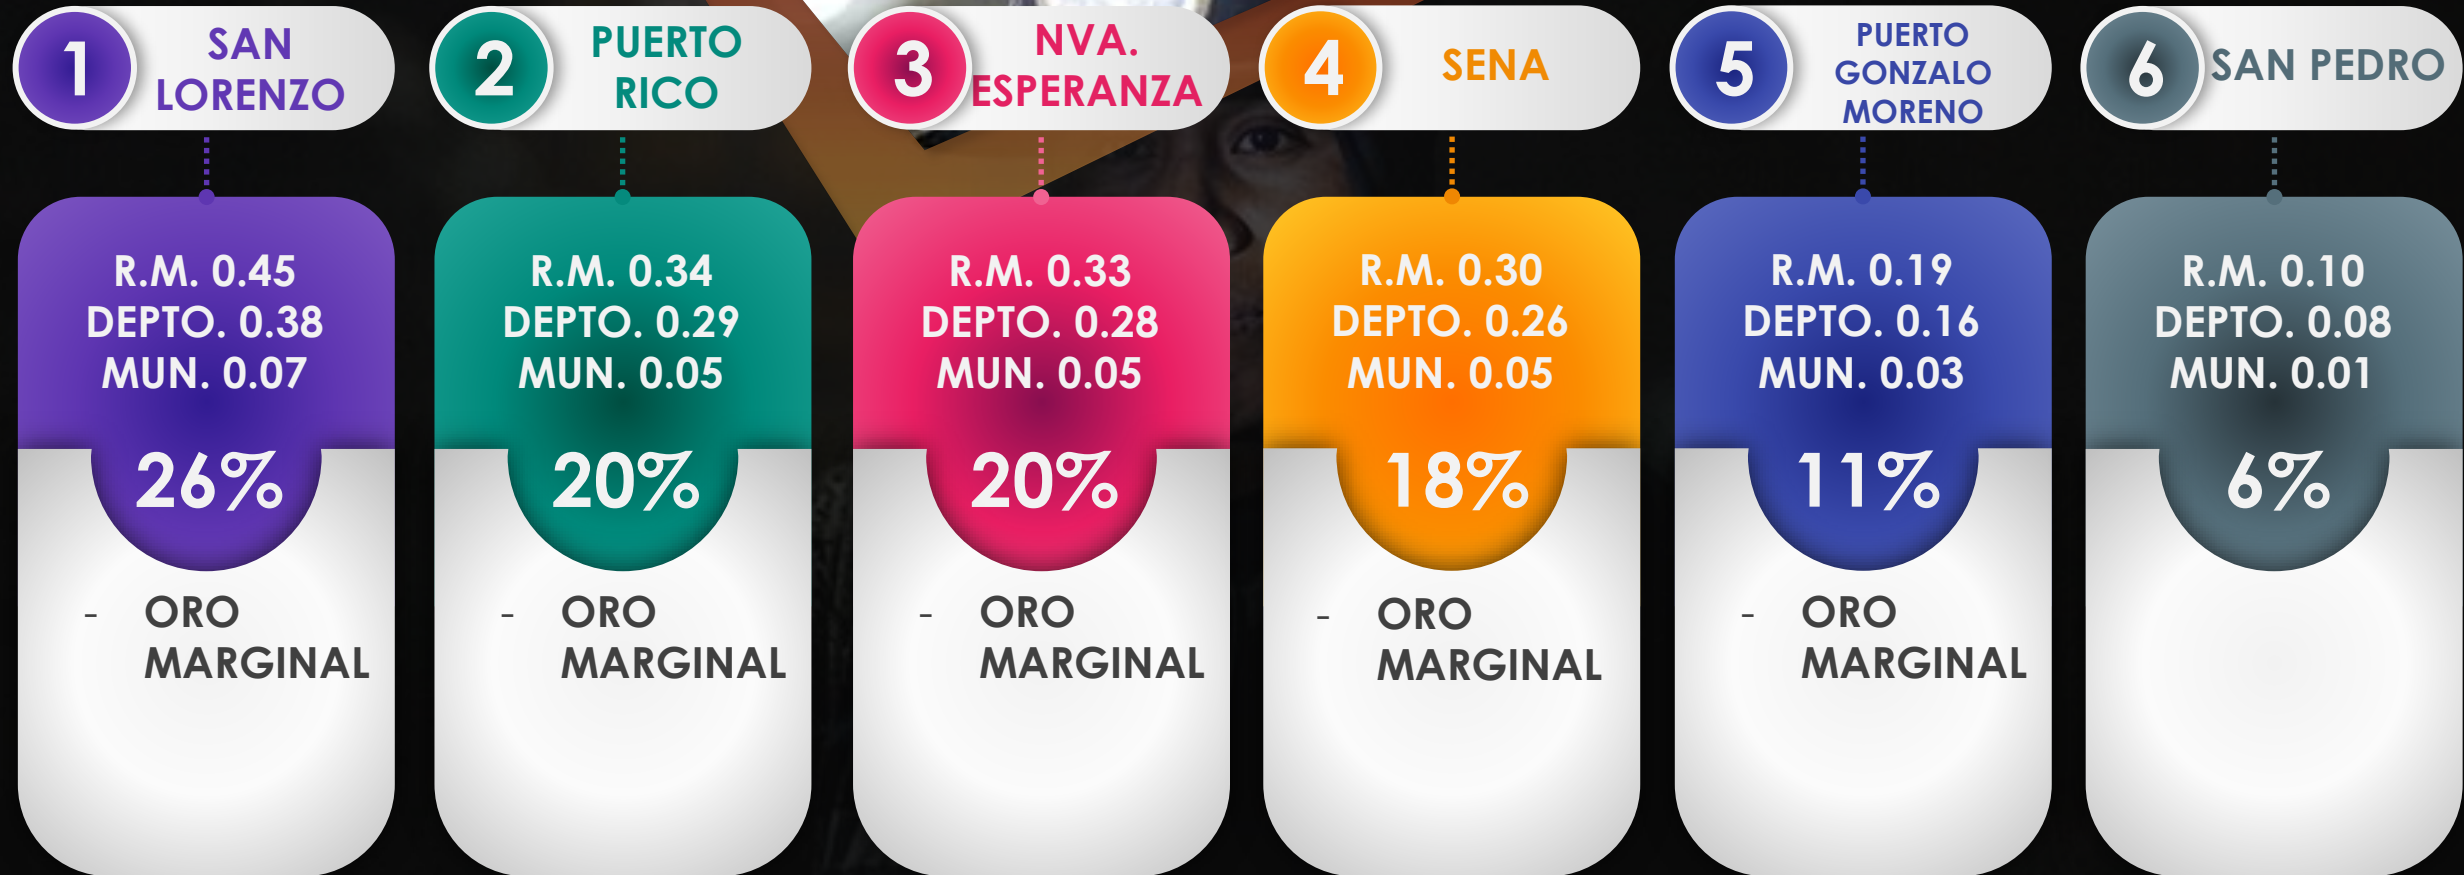 1
SAN
LORENZO
R.M. 0.45
DEPTO. 0.38
MUN. 0.07
26%
- ORO
MARGINAL
2
PUERTO
RICO
R.M. 0.34
DEPTO. 0.29
MUN. 0.05
20%
- ORO
MARGINAL
3
NVA.
ESPERANZA
R.M. 0.33
DEPTO. 0.28
MUN. 0.05
20%
- ORO
MARGINAL
4
SENA
R.M. 0.30
DEPTO. 0.26
MUN. 0.05
18%
- ORO
MARGINAL
5
PUERTO
GONZALO
MORENO
R.M. 0.19
DEPTO. 0.16
MUN. 0.03
11%
- ORO
MARGINAL
6
SAN PEDRO
R.M. 0.10
DEPTO. 0.08
MUN. 0.01
6%